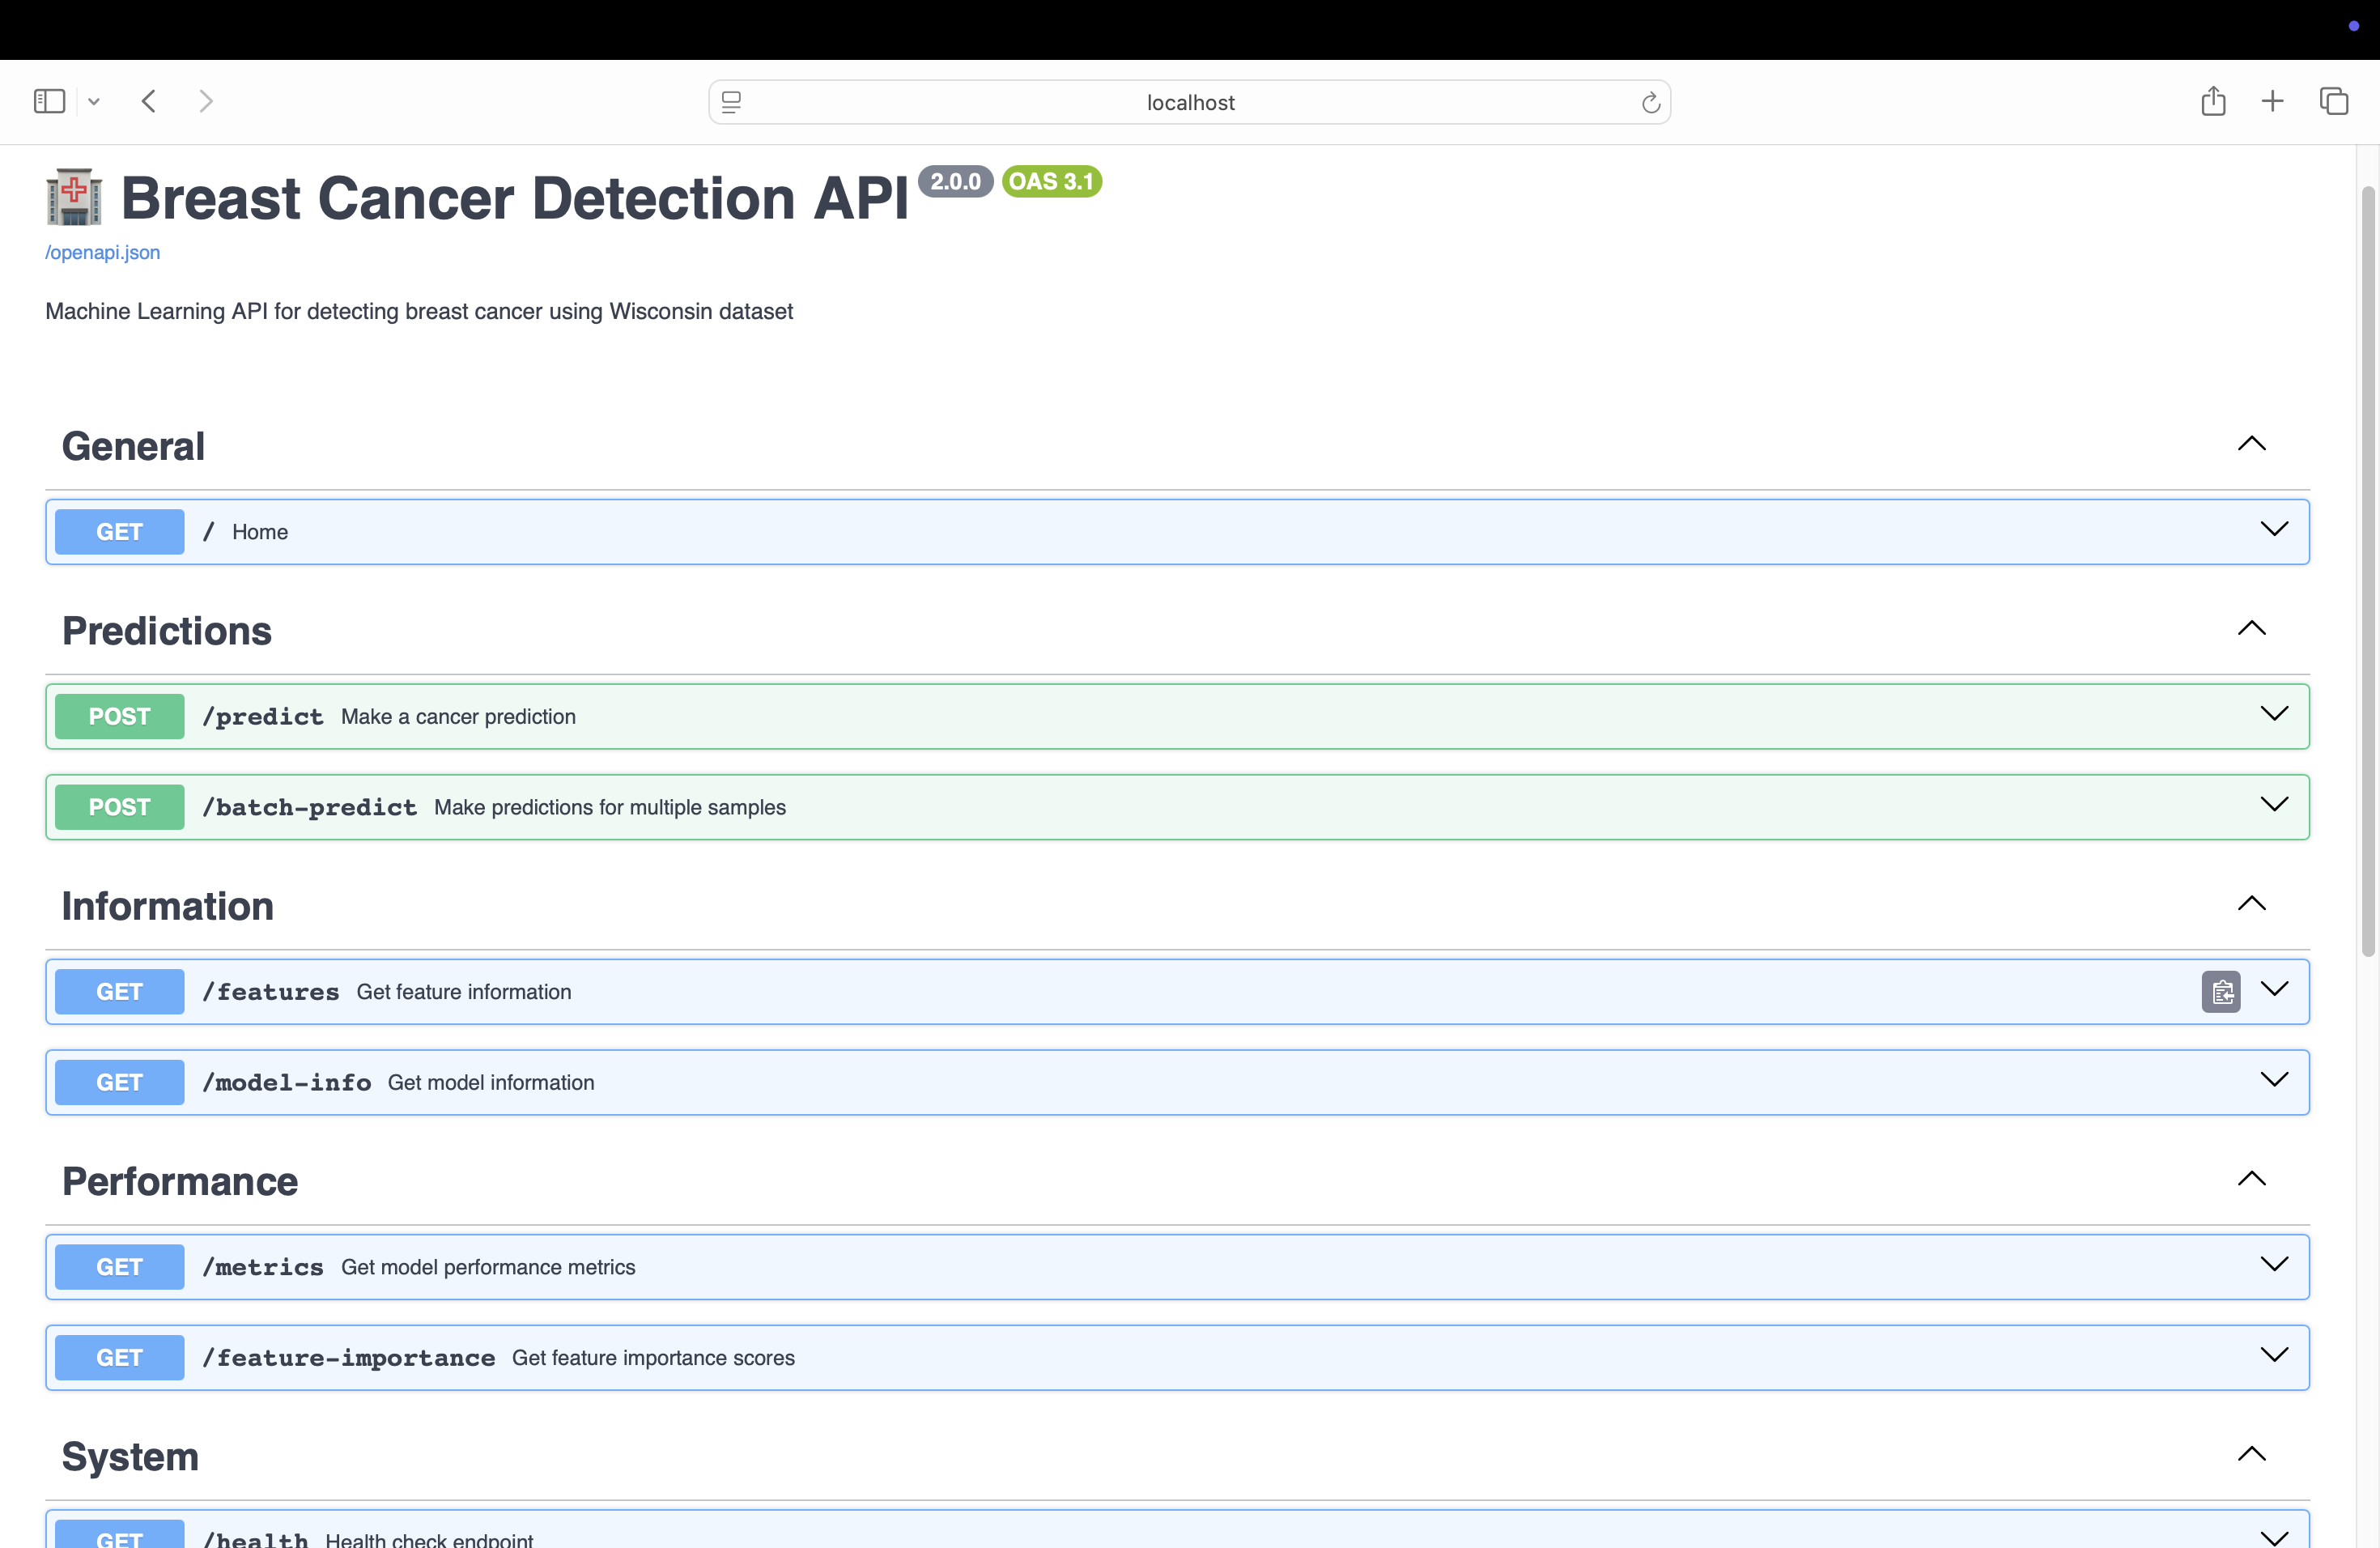 localhost
Breast Cancer Detection API 2.0.0 OAS 3.1
/openapi.json
Machine Learning API for detecting breast cancer using Wisconsin dataset
General
GET / Home
Predictions
POST /predict Make a cancer prediction
POST /batch-predict Make predictions for multiple samples
Information
GET /features Get feature information
GET /model-info Get model information
Performance
GET /metrics Get model performance metrics
GET /feature-importance Get feature importance scores
System
GET /health Health check endpoint